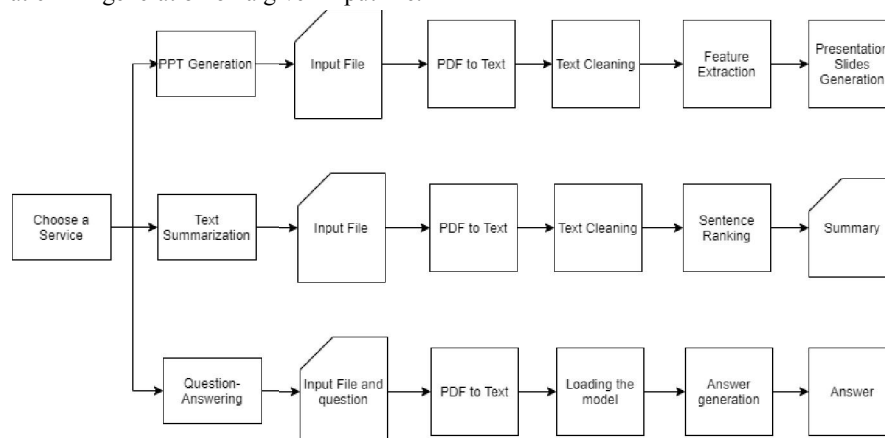 PPT Generation
Input File
PDF to Text
Text Cleaning
Feature
Extraction
Presentation
Slides
Generation
Choose a
Service
Text
Summarization
Input File
PDF to Text
Text Cleaning
Sentence
Ranking
Summary
Question-
Answering
Input File and
question
PDF to Text
Loading the
model
Answer
generation
Answer